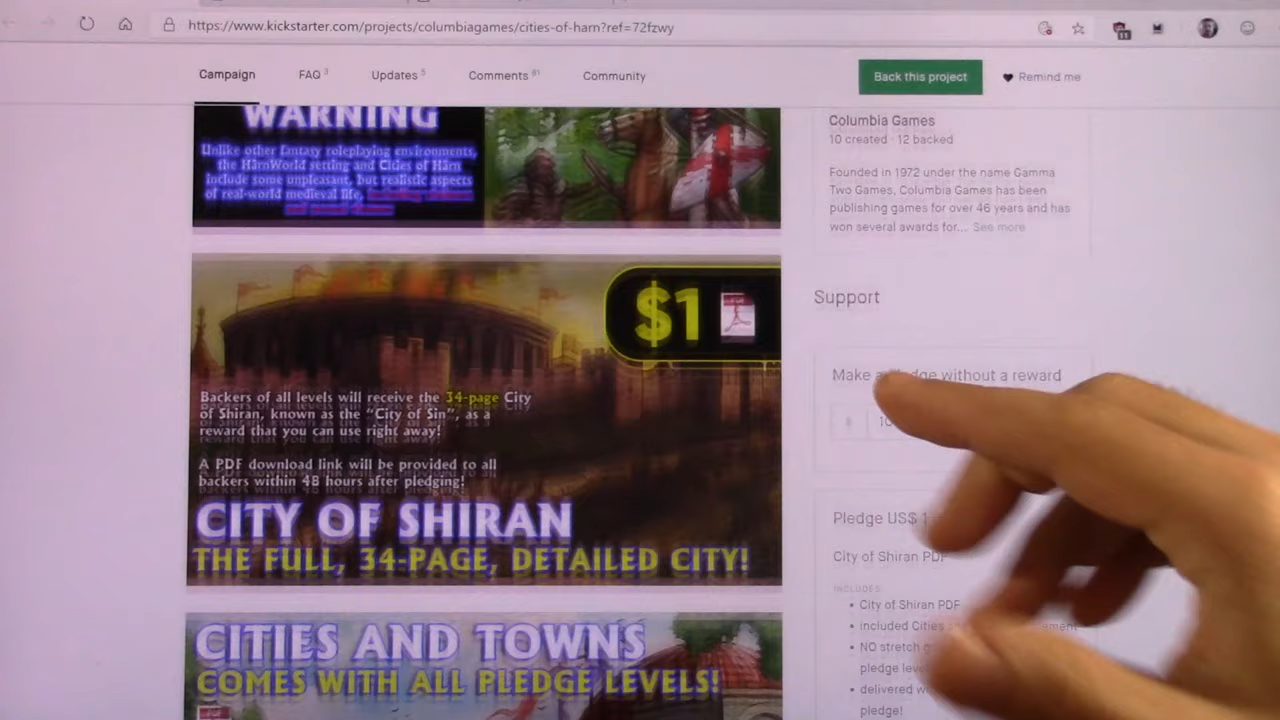 https://www.kickstarter.com/projects/columbiagames/cities-of-harn?ref=72fzwy
Campaign
FAQ 3
Updates 5
Comments 81
Community
Back this project
Remind me
WARNING
Unlike other fantasy roleplaying environments,
the HârnWorld setting and Cities of Hârn
include some unpleasant, but realistic aspects
of real-world medieval life,
Columbia Games
10 created · 12 backed
Founded in 1972 under the name Gamma
Two Games, Columbia Games has been
publishing games for over 46 years and has
won several awards for... See more
$1
Backers of all levels will receive the 34-page City
of Shiran, known as the "City of Sin", as a
reward that you can use right away!
A PDF download link will be provided to all
backers within 48 hours after pledging!
CITY OF SHIRAN
THE FULL, 34-PAGE, DETAILED CITY!
CITIES AND TOWNS
COMES WITH ALL PLEDGE LEVELS!
Support
Make a pledge without a reward
$ 10
Pledge US$ 1
City of Shiran PDF
INCLUDES:
• City of Shiran PDF
• included Cities
• NO stretch
pledge
• delivered
pledge!